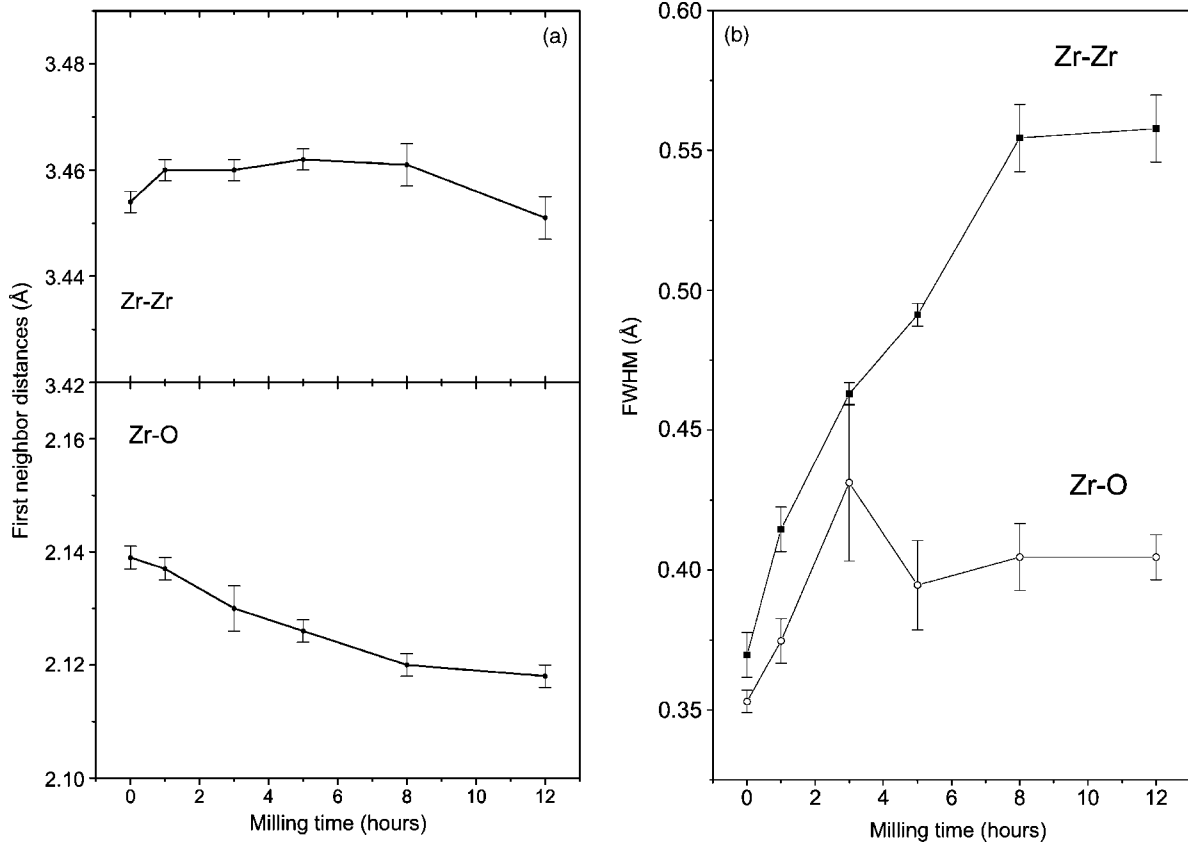 (a)
3.48
3.46
3.44
3.42
Zr-Zr
First neighbor distances (Å)
Zr-O
2.16
2.14
2.12
2.10
0 2 4 6 8 10 12
Milling time (hours)
(b)
0.60
0.55
0.50
0.45
0.40
0.35
FWHM (Å)
Zr-Zr
Zr-O
0 2 4 6 8 10 12
Milling time (hours)